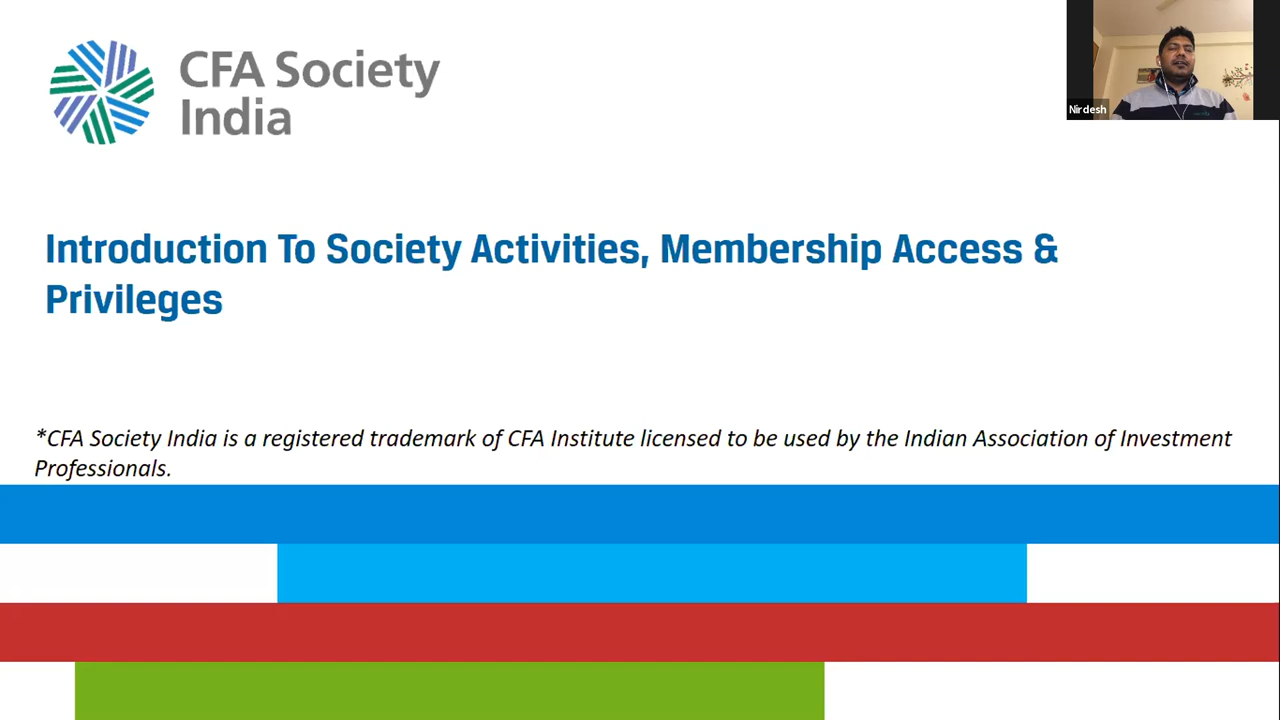 CFA Society
India
Nirdesh
Introduction To Society Activities, Membership Access &
Privileges
*CFA Society India is a registered trademark of CFA Institute licensed to be used by the Indian Association of Investment
Professionals.